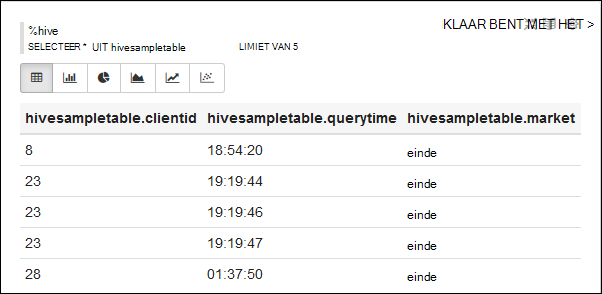 %hive
KLAAR BENT MET HET >
SELECTEER * UIT hivesampletable LIMIET VAN 5
hivesampletable.clientid hivesampletable.querytime hivesampletable.market
8 18:54:20 einde
23 19:19:44 einde
23 19:19:46 einde
23 19:19:47 einde
28 01:37:50 einde